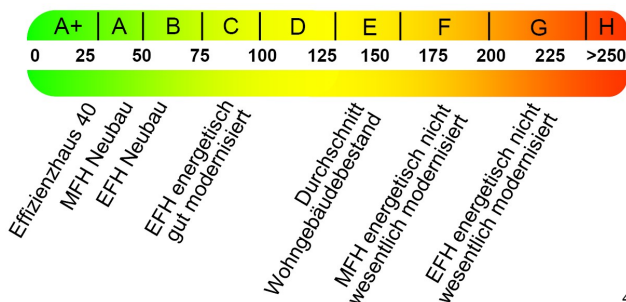 A+ A B C D E F G H
0 25 50 75 100 125 150 175 200 225 >250
Effizienzhaus 40
MFH Neubau
EFH Neubau
EFH energetisch
gut modernisiert
Durchschnitt
Wohngebäudebestand
MFH energetisch nicht
wesentlich modernisiert
EFH energetisch nicht
wesentlich modernisiert